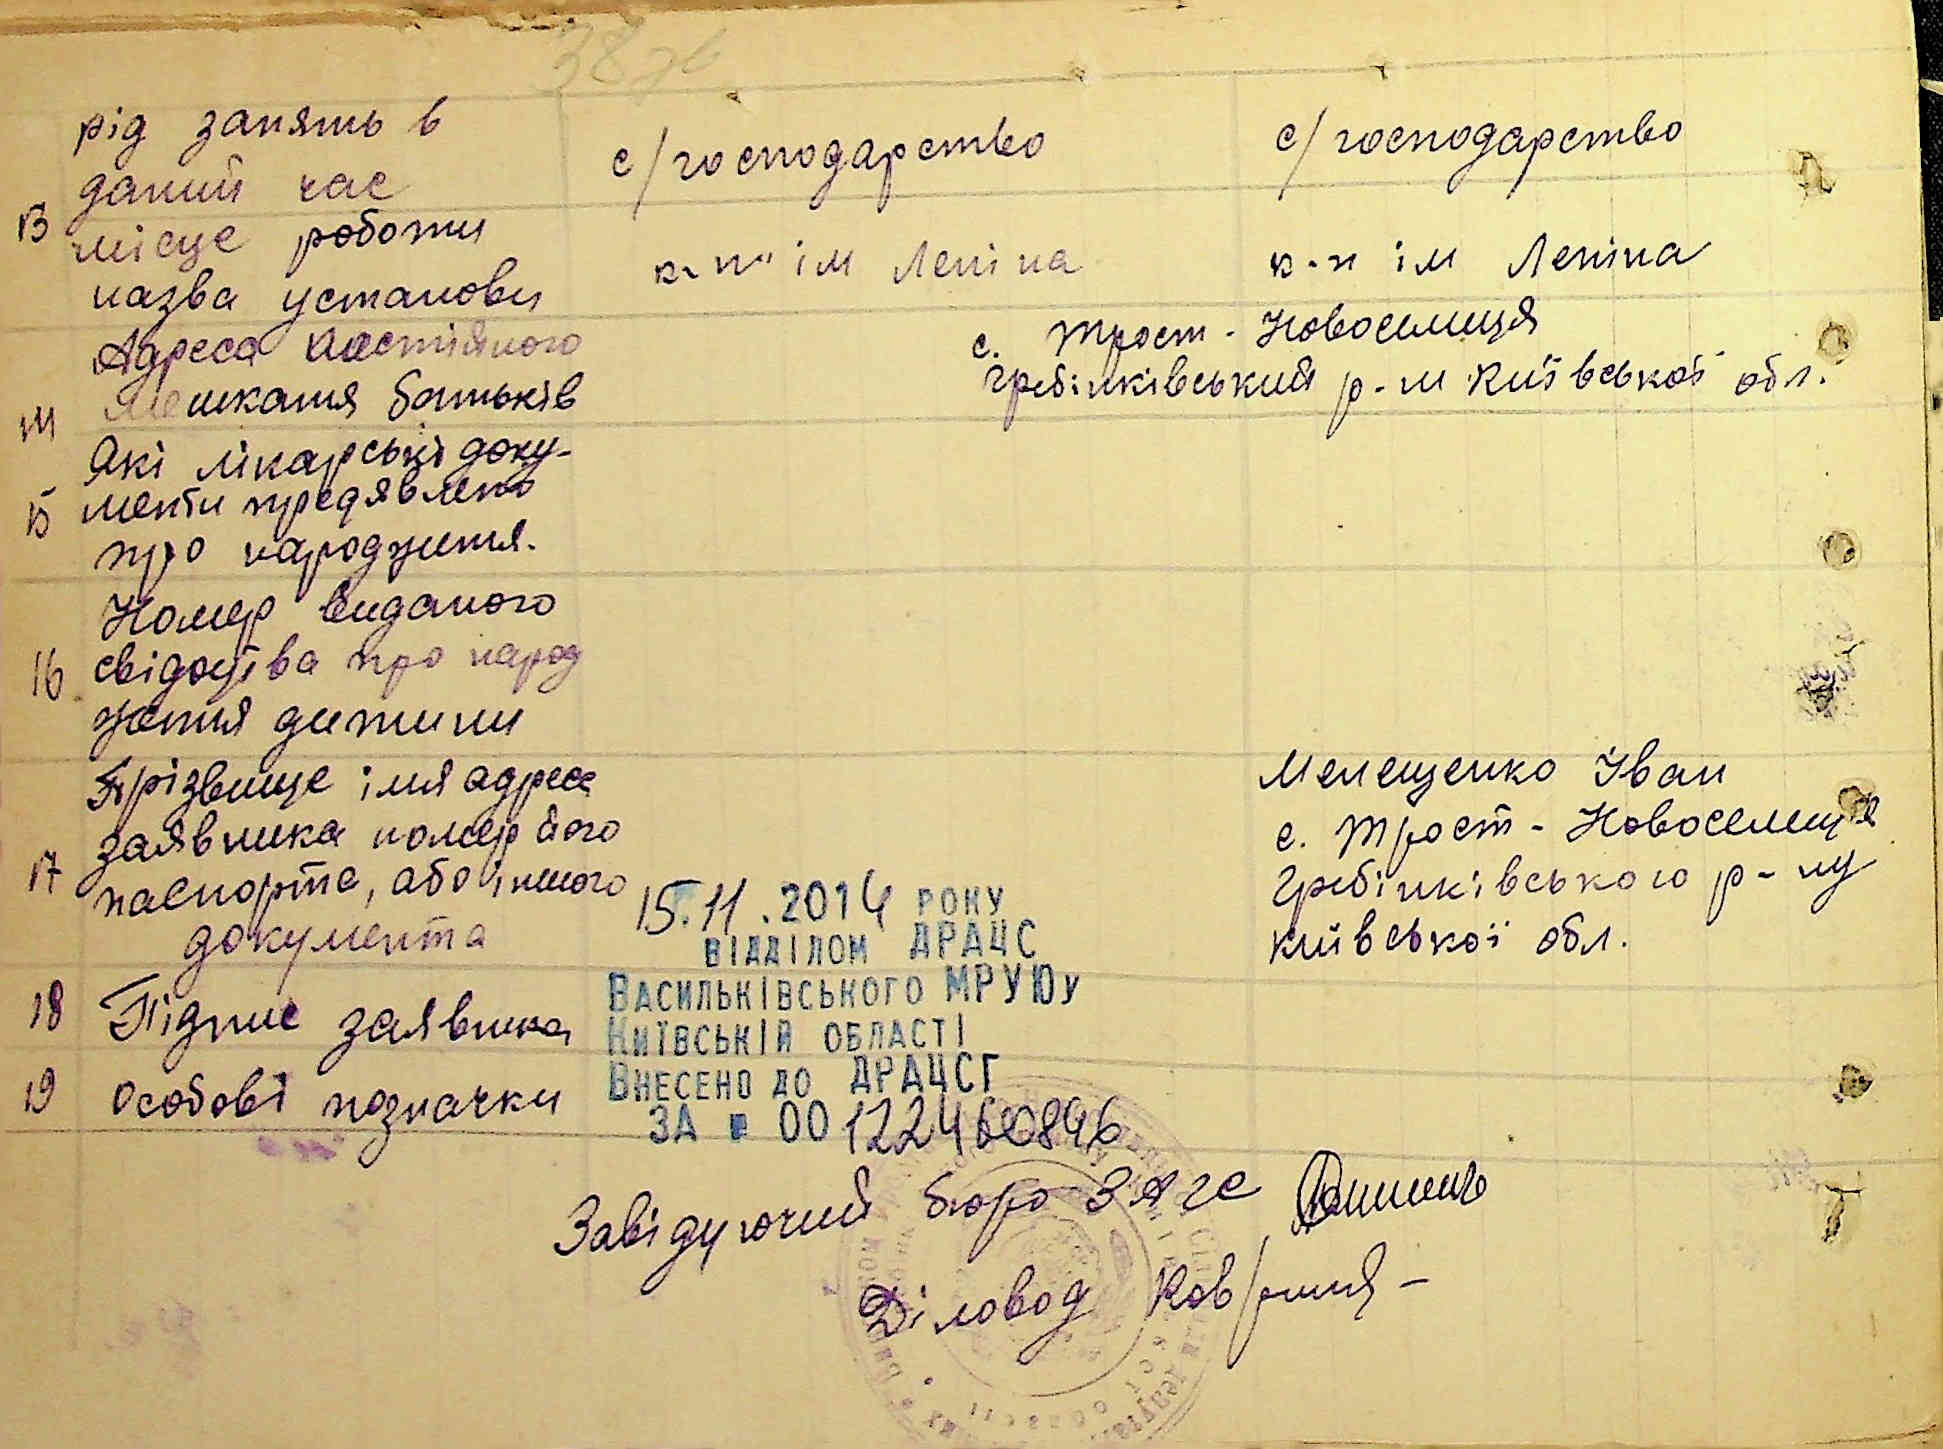 38 зв
рід занять в
даний час
с/господарство
с/господарство
13
місце роботи
назва установи
к-п ім Леніна
к-п ім Леніна
14
Адреса постійного
мешкання батьків
с. Трост - Новоселиця
Гребінківський р-н Київської обл.
15
Які лікарські доку-
менти предявлено
про народження.
16
Номер виданого
свідоцтва про народ
ження дитини
17
Прізвище імя адреса
заявника номер його
паспорта, або іншого
документа
Мелещенко Іван
с. Трост - Новоселиця
Гребінківського р-ну
Київської обл.
18 Підпис заявника
19 Особові позначки
15.11.2014 РОКУ
ВІДДІЛОМ ДРАЦС
ВАСИЛЬКІВСЬКОГО МРУЮ у
КИЇВСЬКІЙ ОБЛАСТІ
ВНЕСЕНО ДО ДРАЦСГ
ЗА № 00122460846
Завідуючий бюро ЗАГС
Діловод